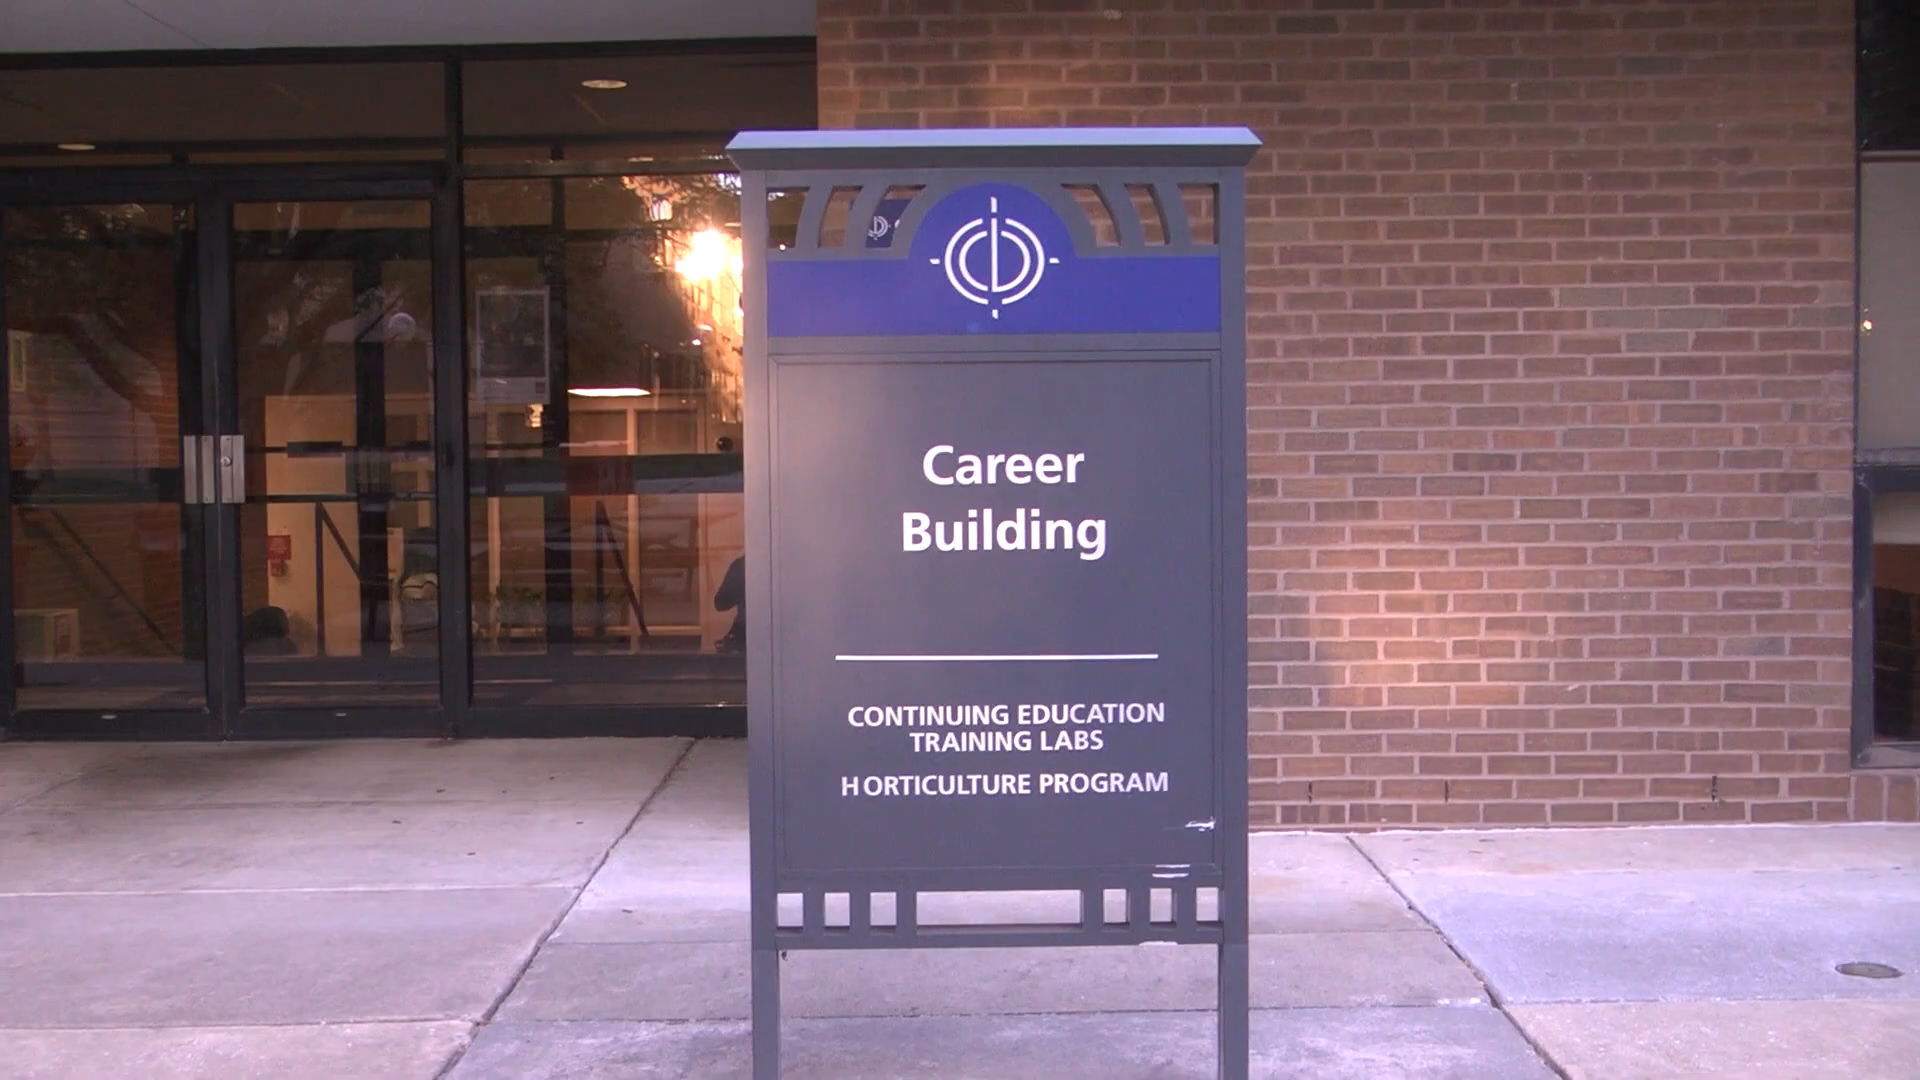 Career
Building
CONTINUING EDUCATION
TRAINING LABS
HORTICULTURE PROGRAM